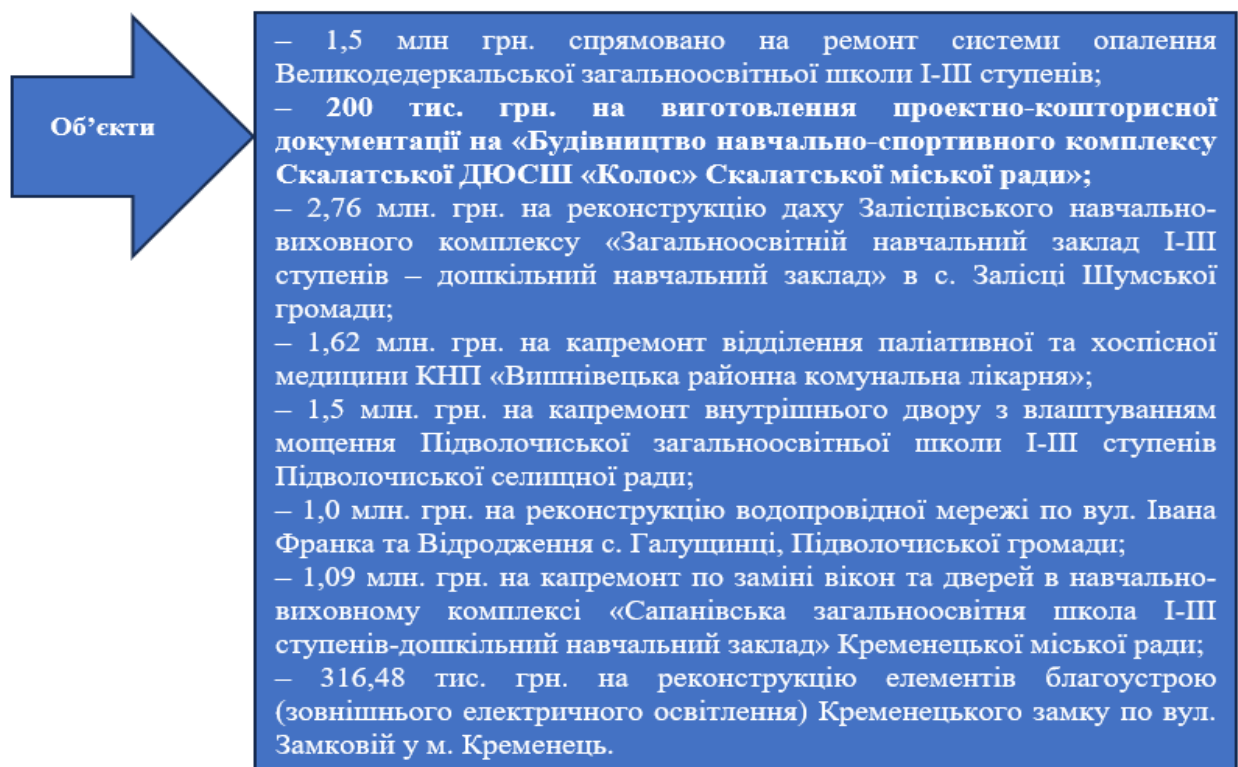 Об’єкти
– 1,5 млн грн. спрямовано на ремонт системи опалення
Великодедеркальської загальноосвітньої школи І-ІІІ ступенів;
– 200 тис. грн. на виготовлення проектно-кошторисної
документації на «Будівництво навчально-спортивного комплексу
Скалатської ДЮСШ «Колос» Скалатської міської ради»;
– 2,76 млн. грн. на реконструкцію даху Залісцівського навчально-
виховного комплексу «Загальноосвітній навчальний заклад І-ІІІ
ступенів – дошкільний навчальний заклад» в с. Залісці Шумської
громади;
– 1,62 млн. грн. на капремонт відділення паліативної та хоспісної
медицини КНП «Вишнівецька районна комунальна лікарня»;
– 1,5 млн. грн. на капремонт внутрішнього двору з влаштуванням
мощення Підволочиської загальноосвітньої школи І-ІІІ ступенів
Підволочиської селищної ради;
– 1,0 млн. грн. на реконструкцію водопровідної мережі по вул. Івана
Франка та Відродження с. Галущинці, Підволочиської громади;
– 1,09 млн. грн. на капремонт по заміні вікон та дверей в навчально-
виховному комплексі «Сапанівська загальноосвітня школа І-ІІІ
ступенів-дошкільний навчальний заклад» Кременецької міської ради;
– 316,48 тис. грн. на реконструкцію елементів благоустрою
(зовнішнього електричного освітлення) Кременецького замку по вул.
Замковій у м. Кременець.